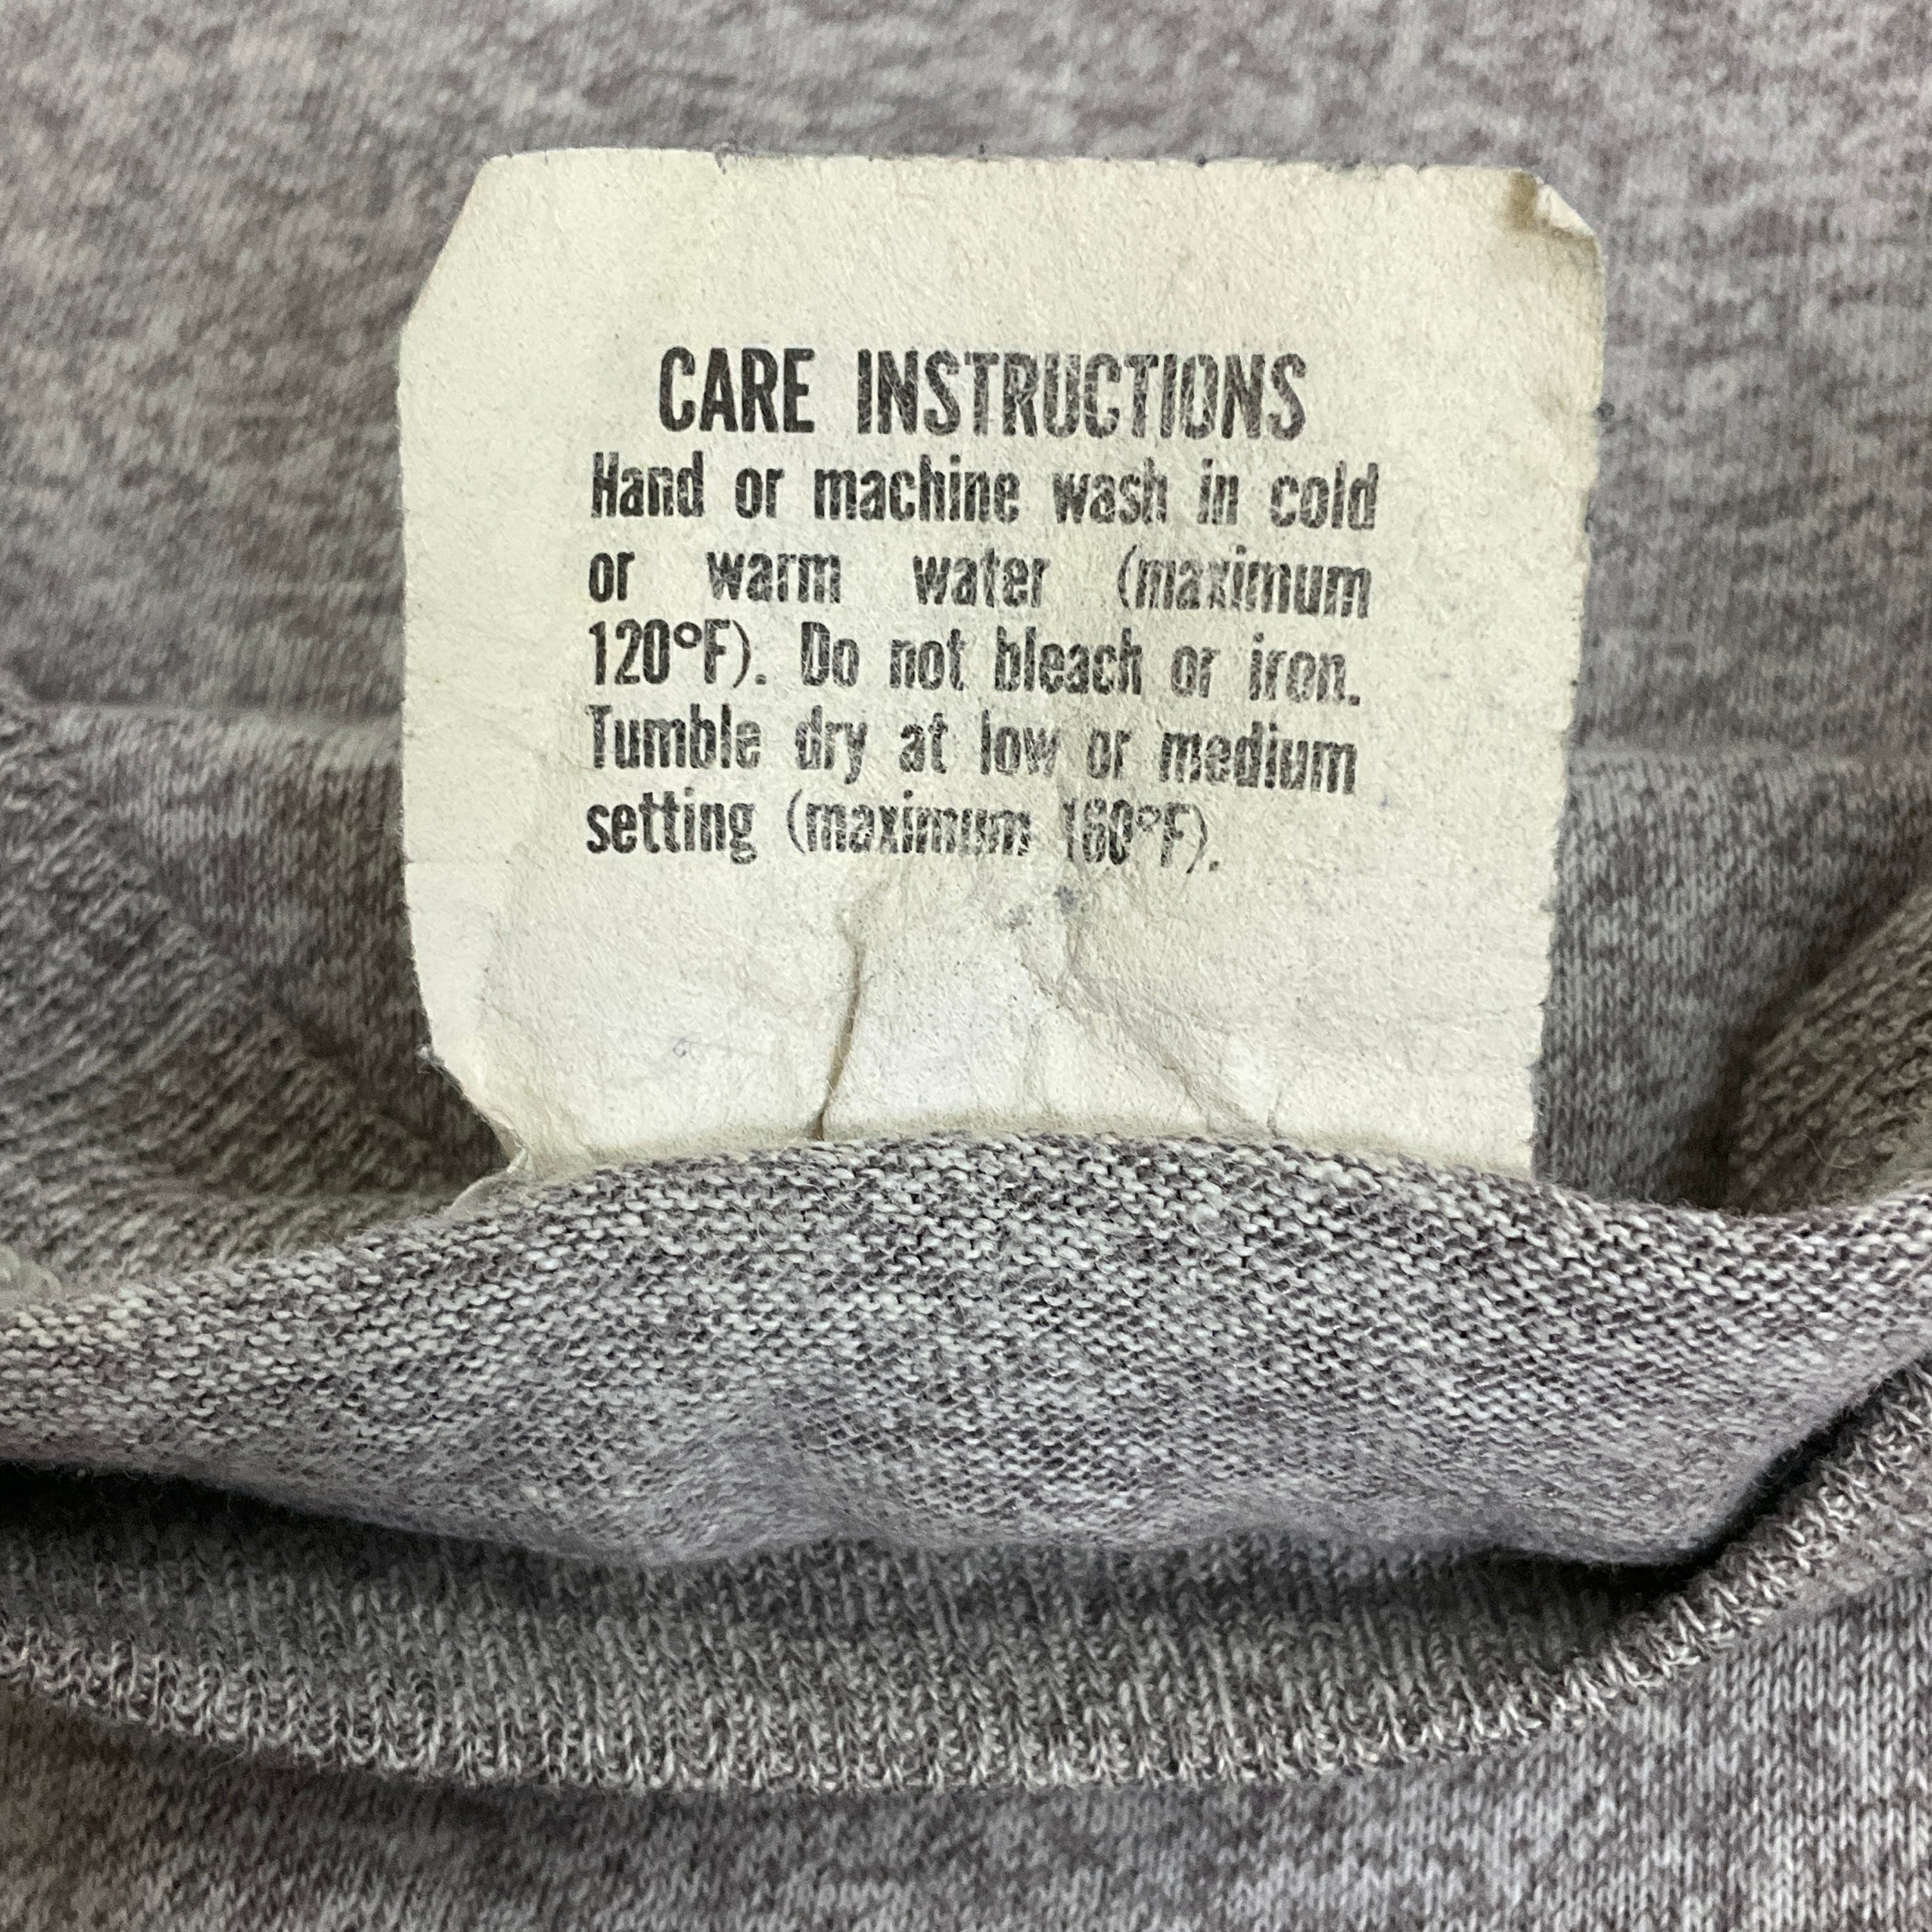 CARE INSTRUCTIONS
Hand or machine wash in cold
or warm water (maximum
120°F). Do not bleach or iron.
Tumble dry at low or medium
setting (maximum 160°F).